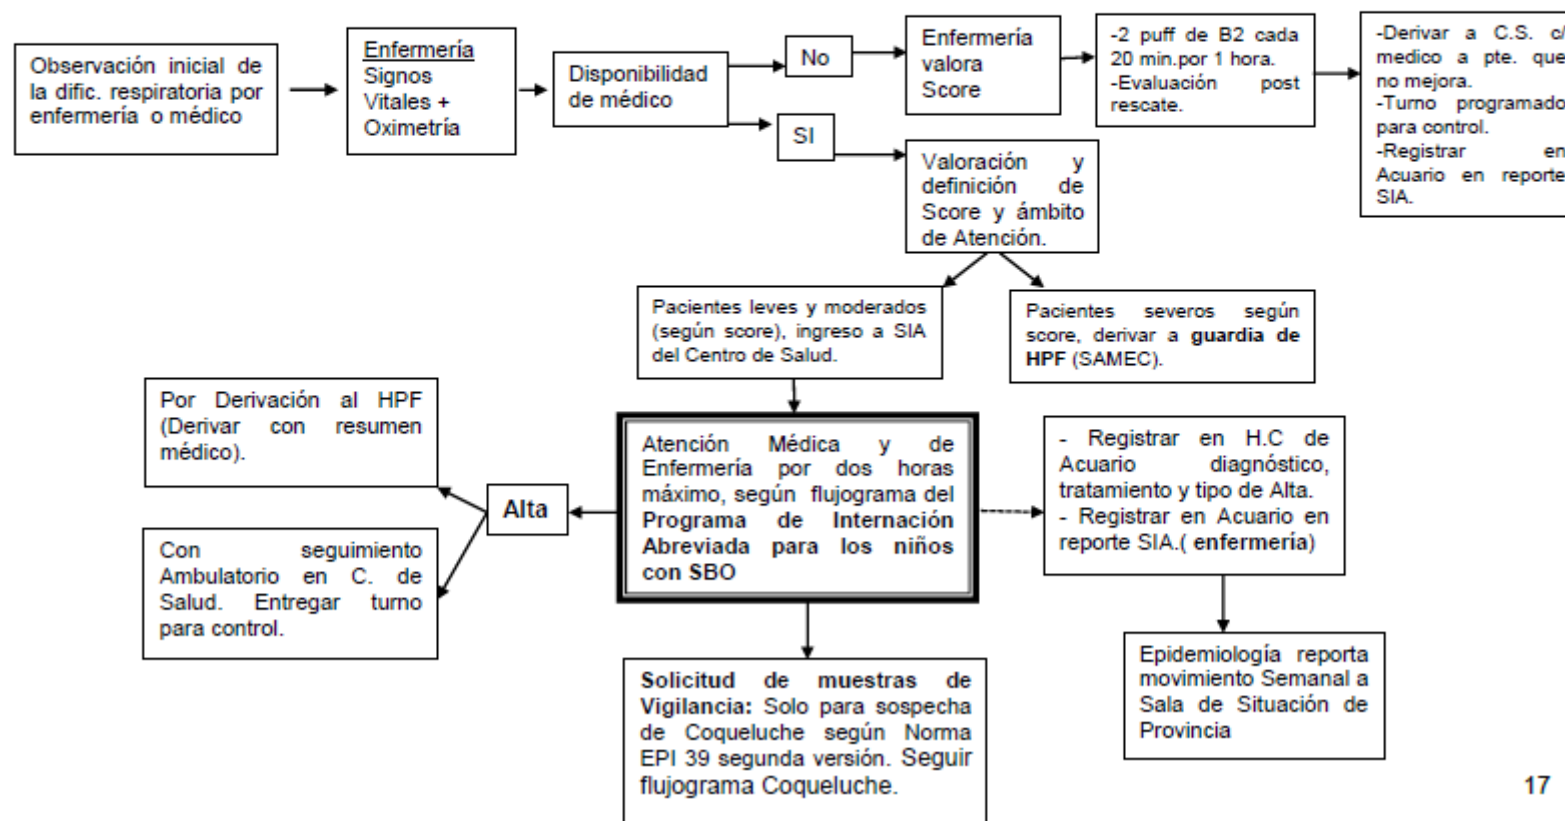 Observación inicial de
la dific. respiratoria por
enfermería o médico
Enfermería
Signos
Vitales +
Oximetría
Disponibilidad
de médico
No
SI
Enfermería
valora
Score
-2 puff de B2 cada
20 min.por 1 hora.
-Evaluación post
rescate.
-Derivar a C.S. c/
medico a pte. que
no mejora.
-Turno programado
para control.
-Registrar en
Acuario en reporte
SIA.
Valoración y
definición de
Score y ámbito
de Atención.
Pacientes leves y moderados
(según score), ingreso a SIA
del Centro de Salud.
Pacientes severos según
score, derivar a guardia de
HPF (SAMEC).
Por Derivación al HPF
(Derivar con resumen
médico).
Alta
Con seguimiento
Ambulatorio en C. de
Salud. Entregar turno
para control.
Atención Médica y de
Enfermería por dos horas
máximo, según flujograma del
Programa de Internación
Abreviada para los niños
con SBO
- Registrar en H.C de
Acuario diagnóstico,
tratamiento y tipo de Alta.
- Registrar en Acuario en
reporte SIA.( enfermería)
Solicitud de muestras de
Vigilancia: Solo para sospecha
de Coqueluche según Norma
EPI 39 segunda versión. Seguir
flujograma Coqueluche.
Epidemiología reporta
movimiento Semanal a
Sala de Situación de
Provincia
17